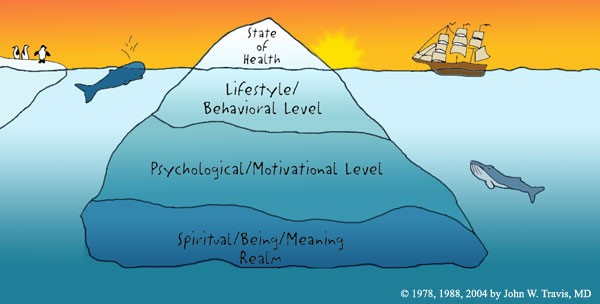 State
of
Health
Lifestyle/
Behavioral Level
Psychological/Motivational Level
Spiritual/Being/Meaning
Realm
© 1978, 1988, 2004 by John W. Travis, MD